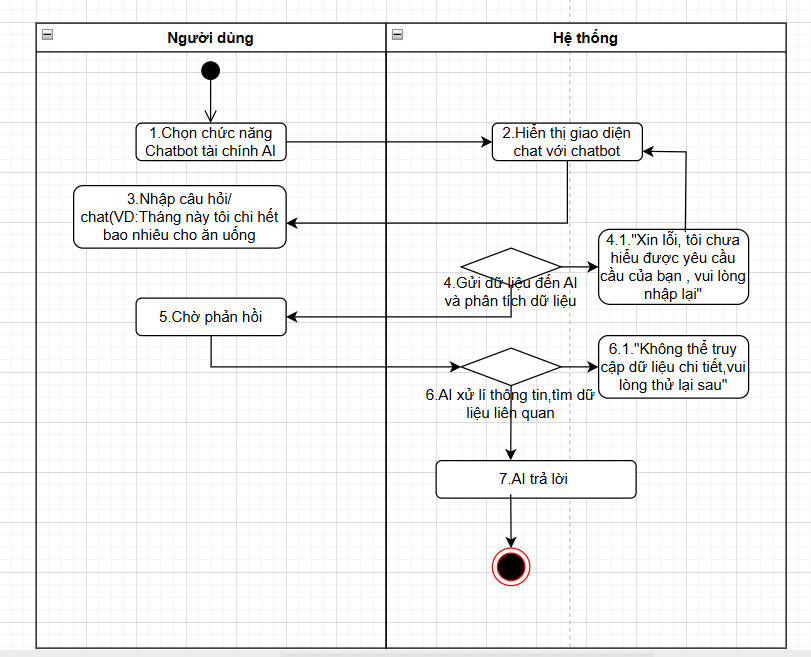 Người dùng
Hệ thống
1.Chọn chức năng
Chatbot tài chính AI
2.Hiển thị giao diện
chat với chatbot
3.Nhập câu hỏi/
chat(VD:Tháng này tôi chi hết
bao nhiêu cho ăn uống
4.Gửi dữ liệu đến AI
và phân tích dữ liệu
4.1."Xin lỗi, tôi chưa
hiểu được yêu cầu
cầu của bạn , vui lòng
nhập lại"
5.Chờ phản hồi
6.AI xử lí thông tin,tìm dữ
liệu liên quan
6.1."Không thể truy
cập dữ liệu chi tiết,vui
lòng thử lại sau"
7.AI trả lời